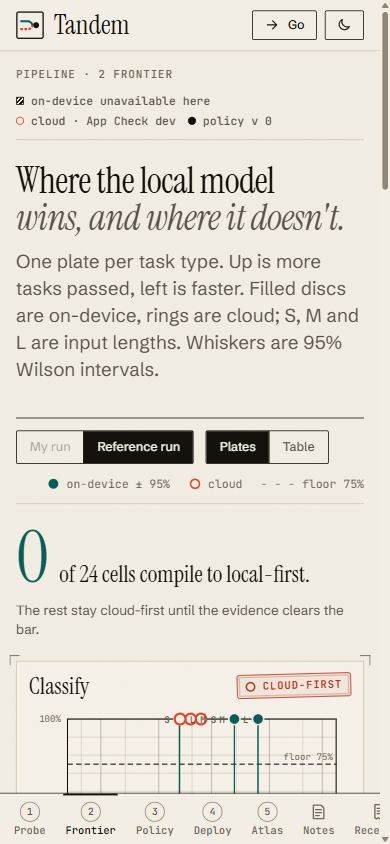 Tandem
Go
PIPELINE · 2 FRONTIER
on-device unavailable here
cloud · App Check dev policy v 0
Where the local model
wins, and where it doesn't.
One plate per task type. Up is more
tasks passed, left is faster. Filled discs
are on-device, rings are cloud; S, M and
L are input lengths. Whiskers are 95%
Wilson intervals.
My run Reference run Plates Table
on-device ± 95% cloud - - - floor 75%
0 of 24 cells compile to local-first.
The rest stay cloud-first until the evidence clears the
bar.
Classify
CLOUD-FIRST
100%
floor 75%
1 2 3 4 5
Probe Frontier Policy Deploy Atlas Notes Rece